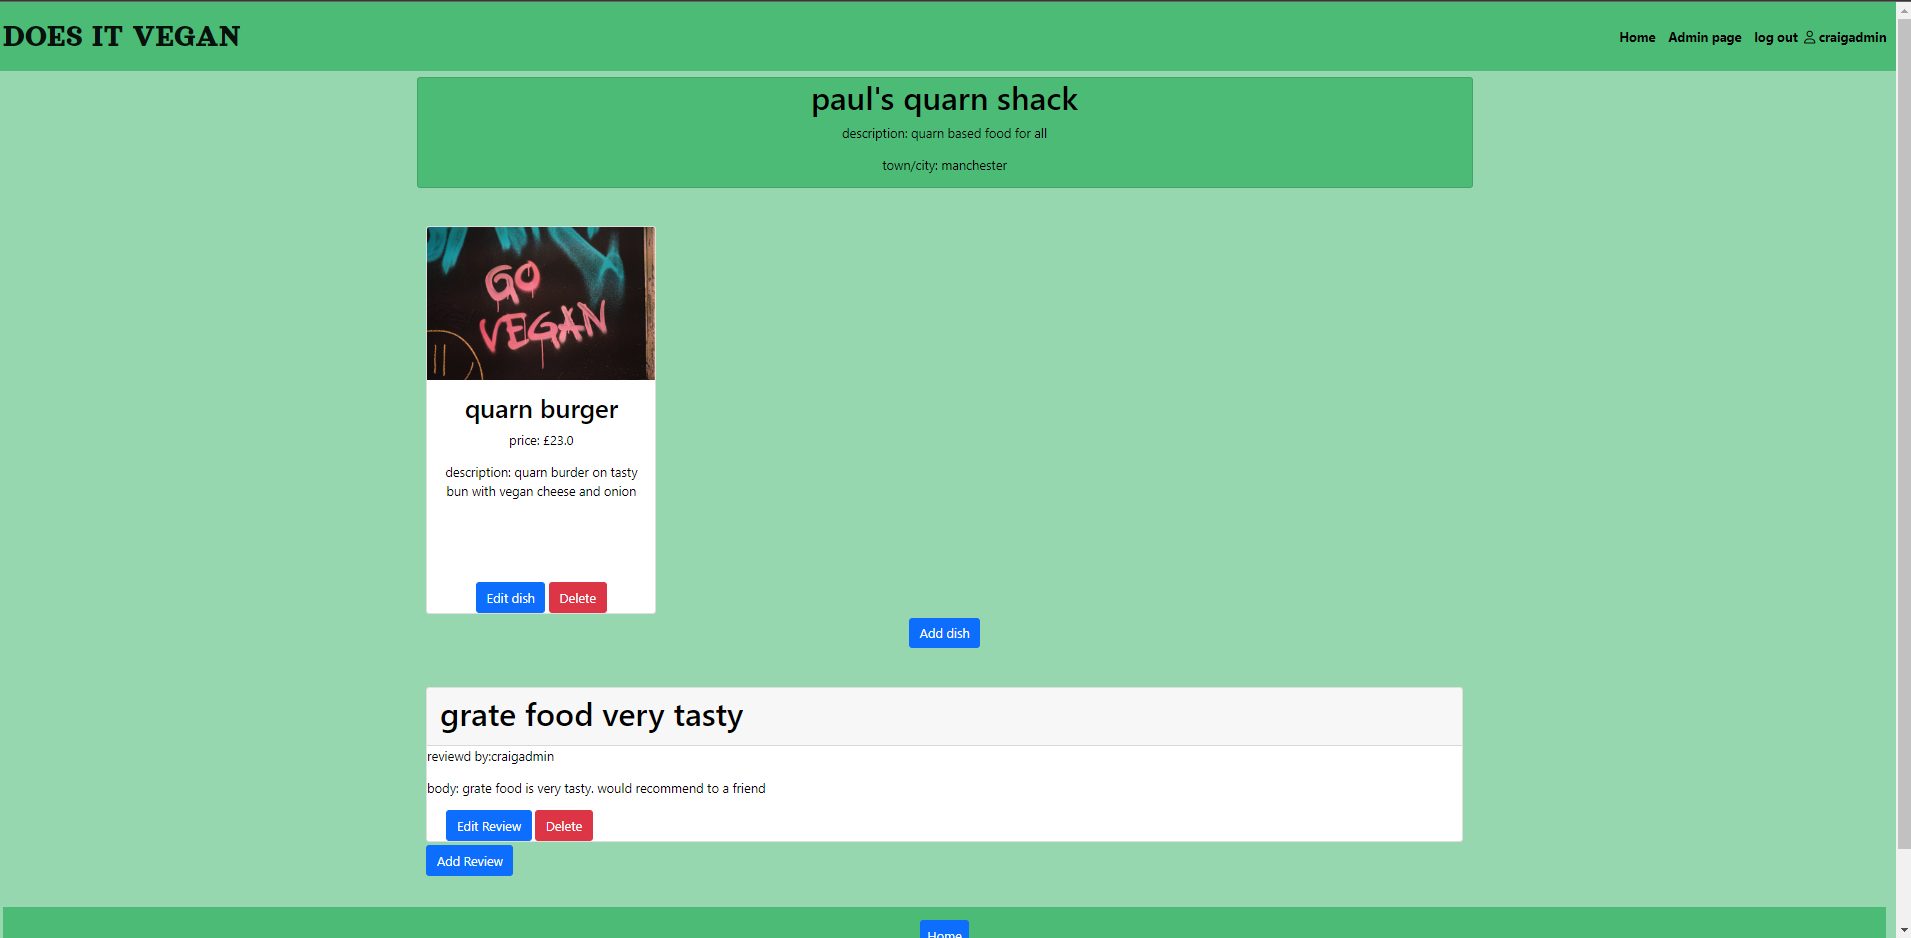 DOES IT VEGAN
Home Admin page log out craigadmin
paul's quarn shack
description: quarn based food for all
town/city: manchester
GO
VEGAN
quarn burger
price: £23.0
description: quarn burder on tasty
bun with vegan cheese and onion
Edit dish Delete
Add dish
grate food very tasty
reviewd by:craigadmin
body: grate food is very tasty. would recommend to a friend
Edit Review Delete
Add Review
Home